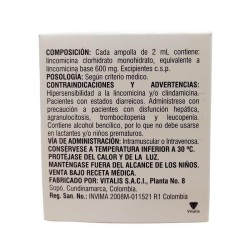 COMPOSICIÓN: Cada ampolla de 2 mL contiene:
lincomicina clorhidrato monohidrato, equivalente a
lincomicina base 600 mg. Excipientes c.s.p.
POSOLOGÍA: Según criterio médico.
CONTRAINDICACIONES Y ADVERTENCIAS:
Hipersensibilidad a la lincomicina y/o clindamicina.
Pacientes con estados diarreicos. Adminístrese con
precaución a pacientes con disfunción hepática,
agranulocitosis, trombocitopenia y leucopenia.
Contiene alcohol bencílico, por lo que no debe usarse
en lactantes y/o niños prematuros.
VÍA DE ADMINISTRACIÓN: Intramuscular o Intravenosa.
CONSÉRVESE A TEMPERATURA INFERIOR A 30 °C.
PROTÉJASE DEL CALOR Y DE LA LUZ.
MANTÉNGASE FUERA DEL ALCANCE DE LOS NIÑOS.
VENTA BAJO RECETA MÉDICA.
FABRICADO POR: VITALIS S.A.C.I., Planta No. 8
Sopó, Cundinamarca, Colombia.
Reg. San. No.: INVIMA 2008M-011521 R1 Colombia
Vitalis